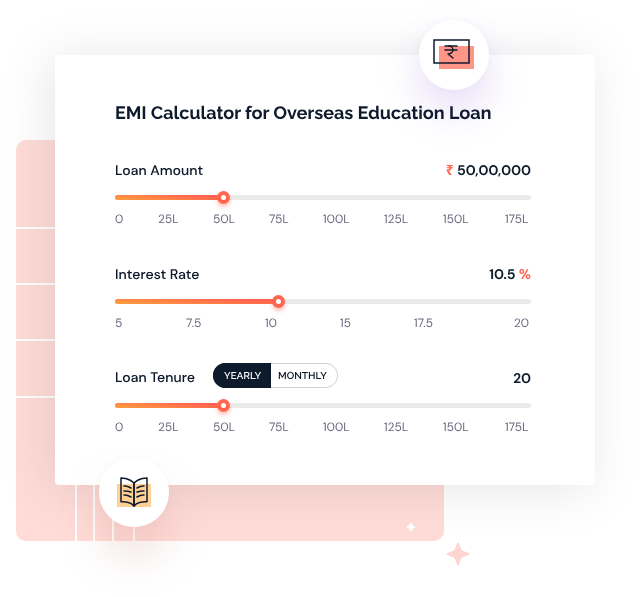 ₹
EMI Calculator for Overseas Education Loan
Loan Amount ₹ 50,00,000
0 25L 50L 75L 100L 125L 150L 175L
Interest Rate 10.5 %
5 7.5 10 15 17.5 20
Loan Tenure YEARLY MONTHLY 20
0 25L 50L 75L 100L 125L 150L 175L